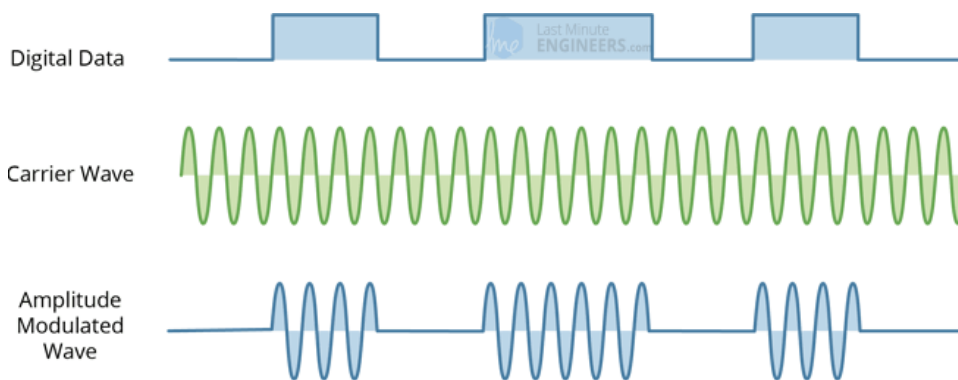 Digital Data
Last Minute
ENGINEERS.com
Carrier Wave
Amplitude
Modulated
Wave